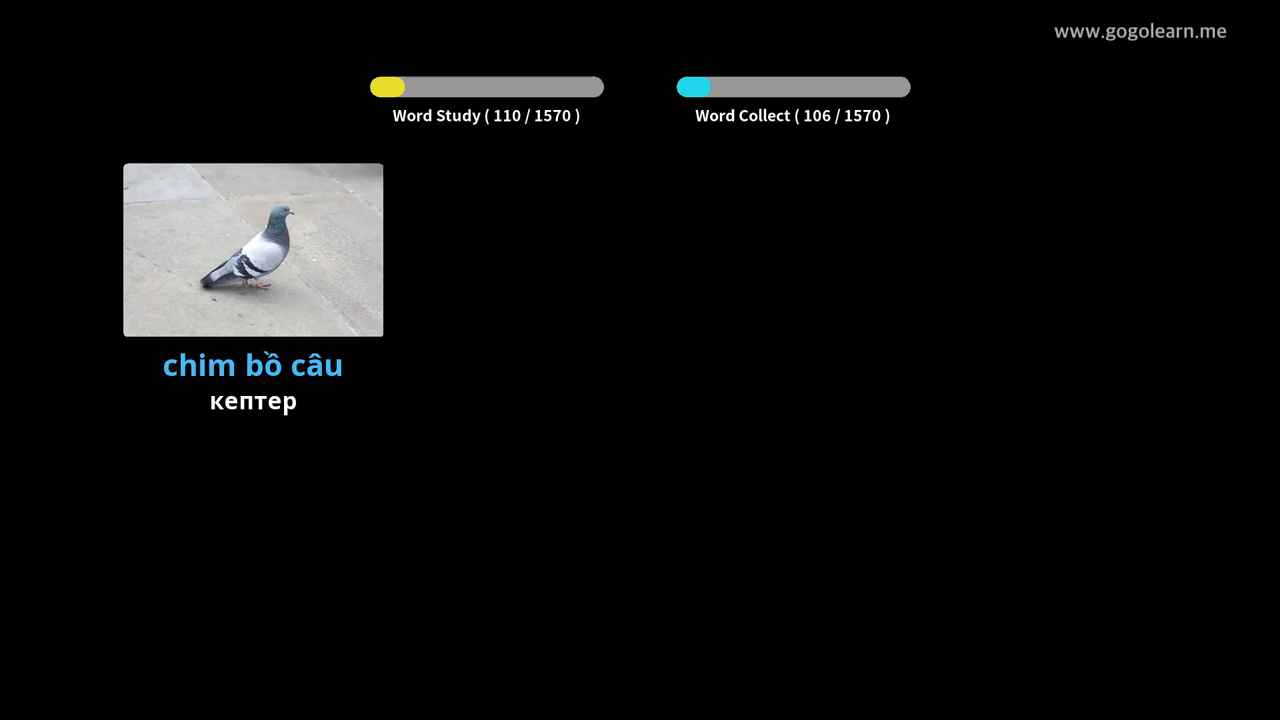 www.gogolearn.me
Word Study ( 110 / 1570 )
Word Collect ( 106 / 1570 )
chim bồ câu
кептер